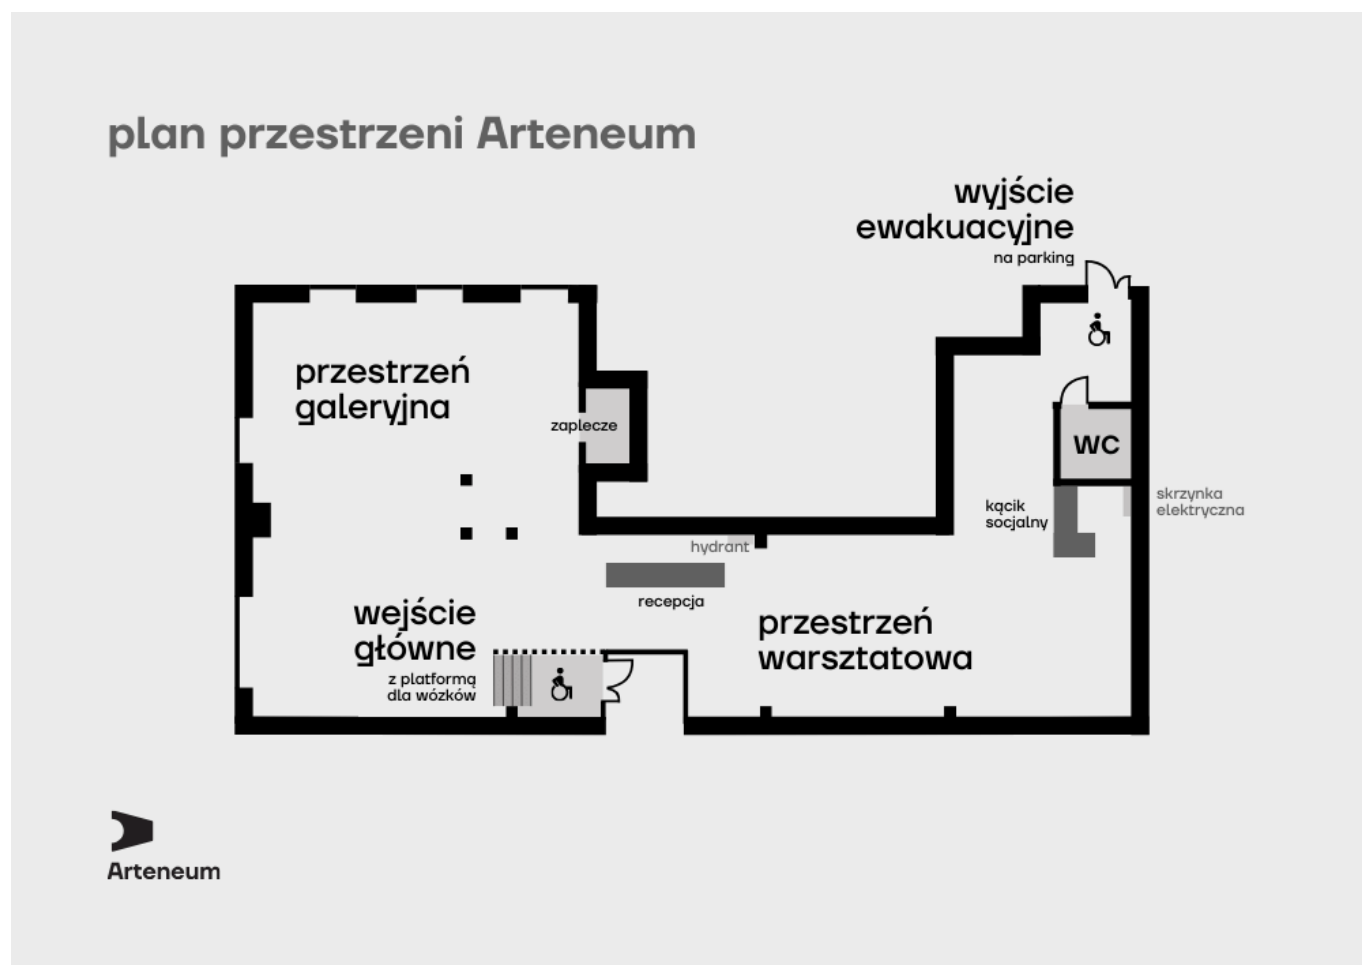 plan przestrzeni Arteneum
wyjście
ewakuacyjne
na parking
przestrzeń
galeryjna
zaplecze
WC
skrzynka
elektryczna
kącik
socjalny
hydrant
recepcja
wejście
główne
z platformą
dla wózków
przestrzeń
warsztatowa
Arteneum